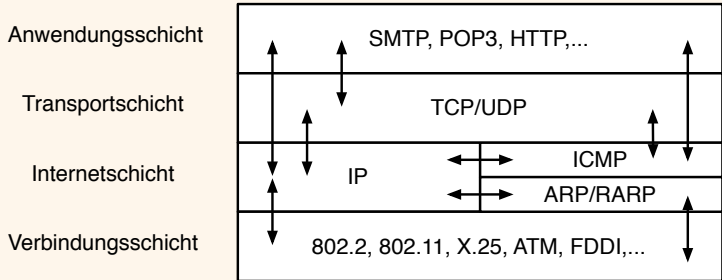 Anwendungsschicht
SMTP, POP3, HTTP,...
Transportschicht
TCP/UDP
Internetschicht
IP
ICMP
ARP/RARP
Verbindungsschicht
802.2, 802.11, X.25, ATM, FDDI,...